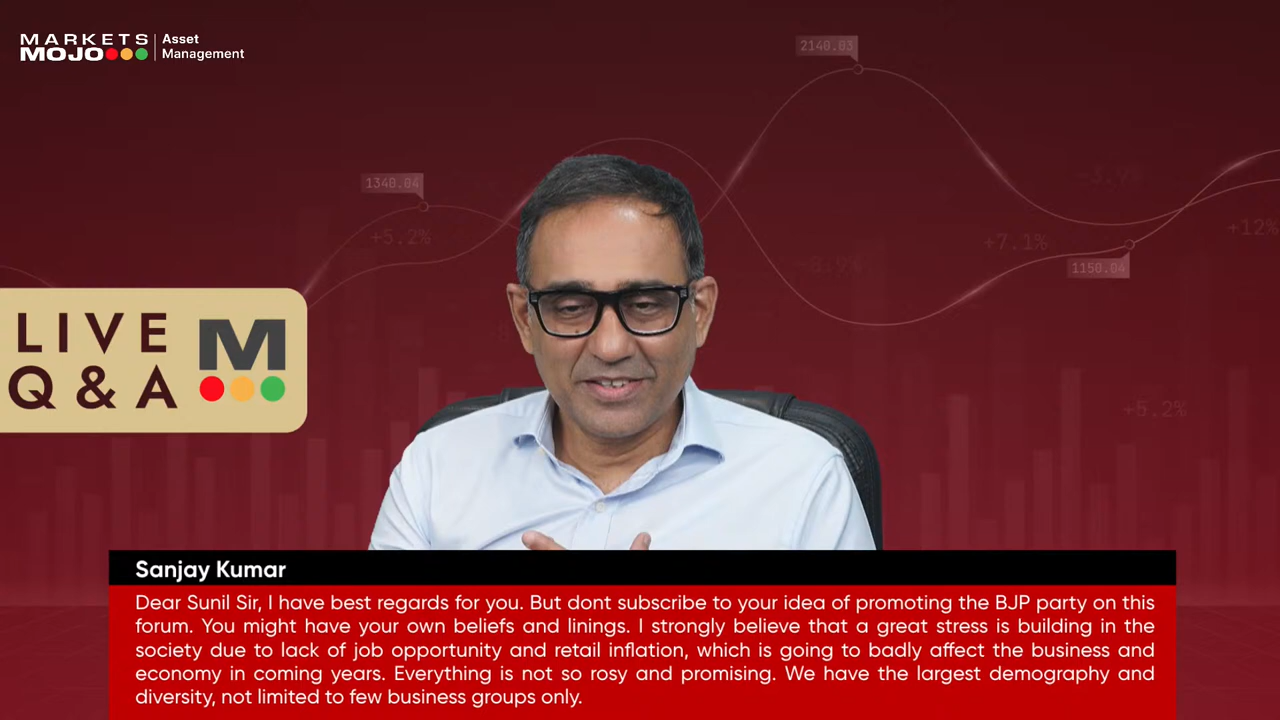 MARKETS
MOJO
Asset
Management
2140.03
1340.04
+5.2%
+7.1%
+12%
1150.04
LIVE
M
Q & A
+5.2%
Sanjay Kumar
Dear Sunil Sir, I have best regards for you. But dont subscribe to your idea of promoting the BJP party on this
forum. You might have your own beliefs and linings. I strongly believe that a great stress is building in the
society due to lack of job opportunity and retail inflation, which is going to badly affect the business and
economy in coming years. Everything is not so rosy and promising. We have the largest demography and
diversity, not limited to few business groups only.